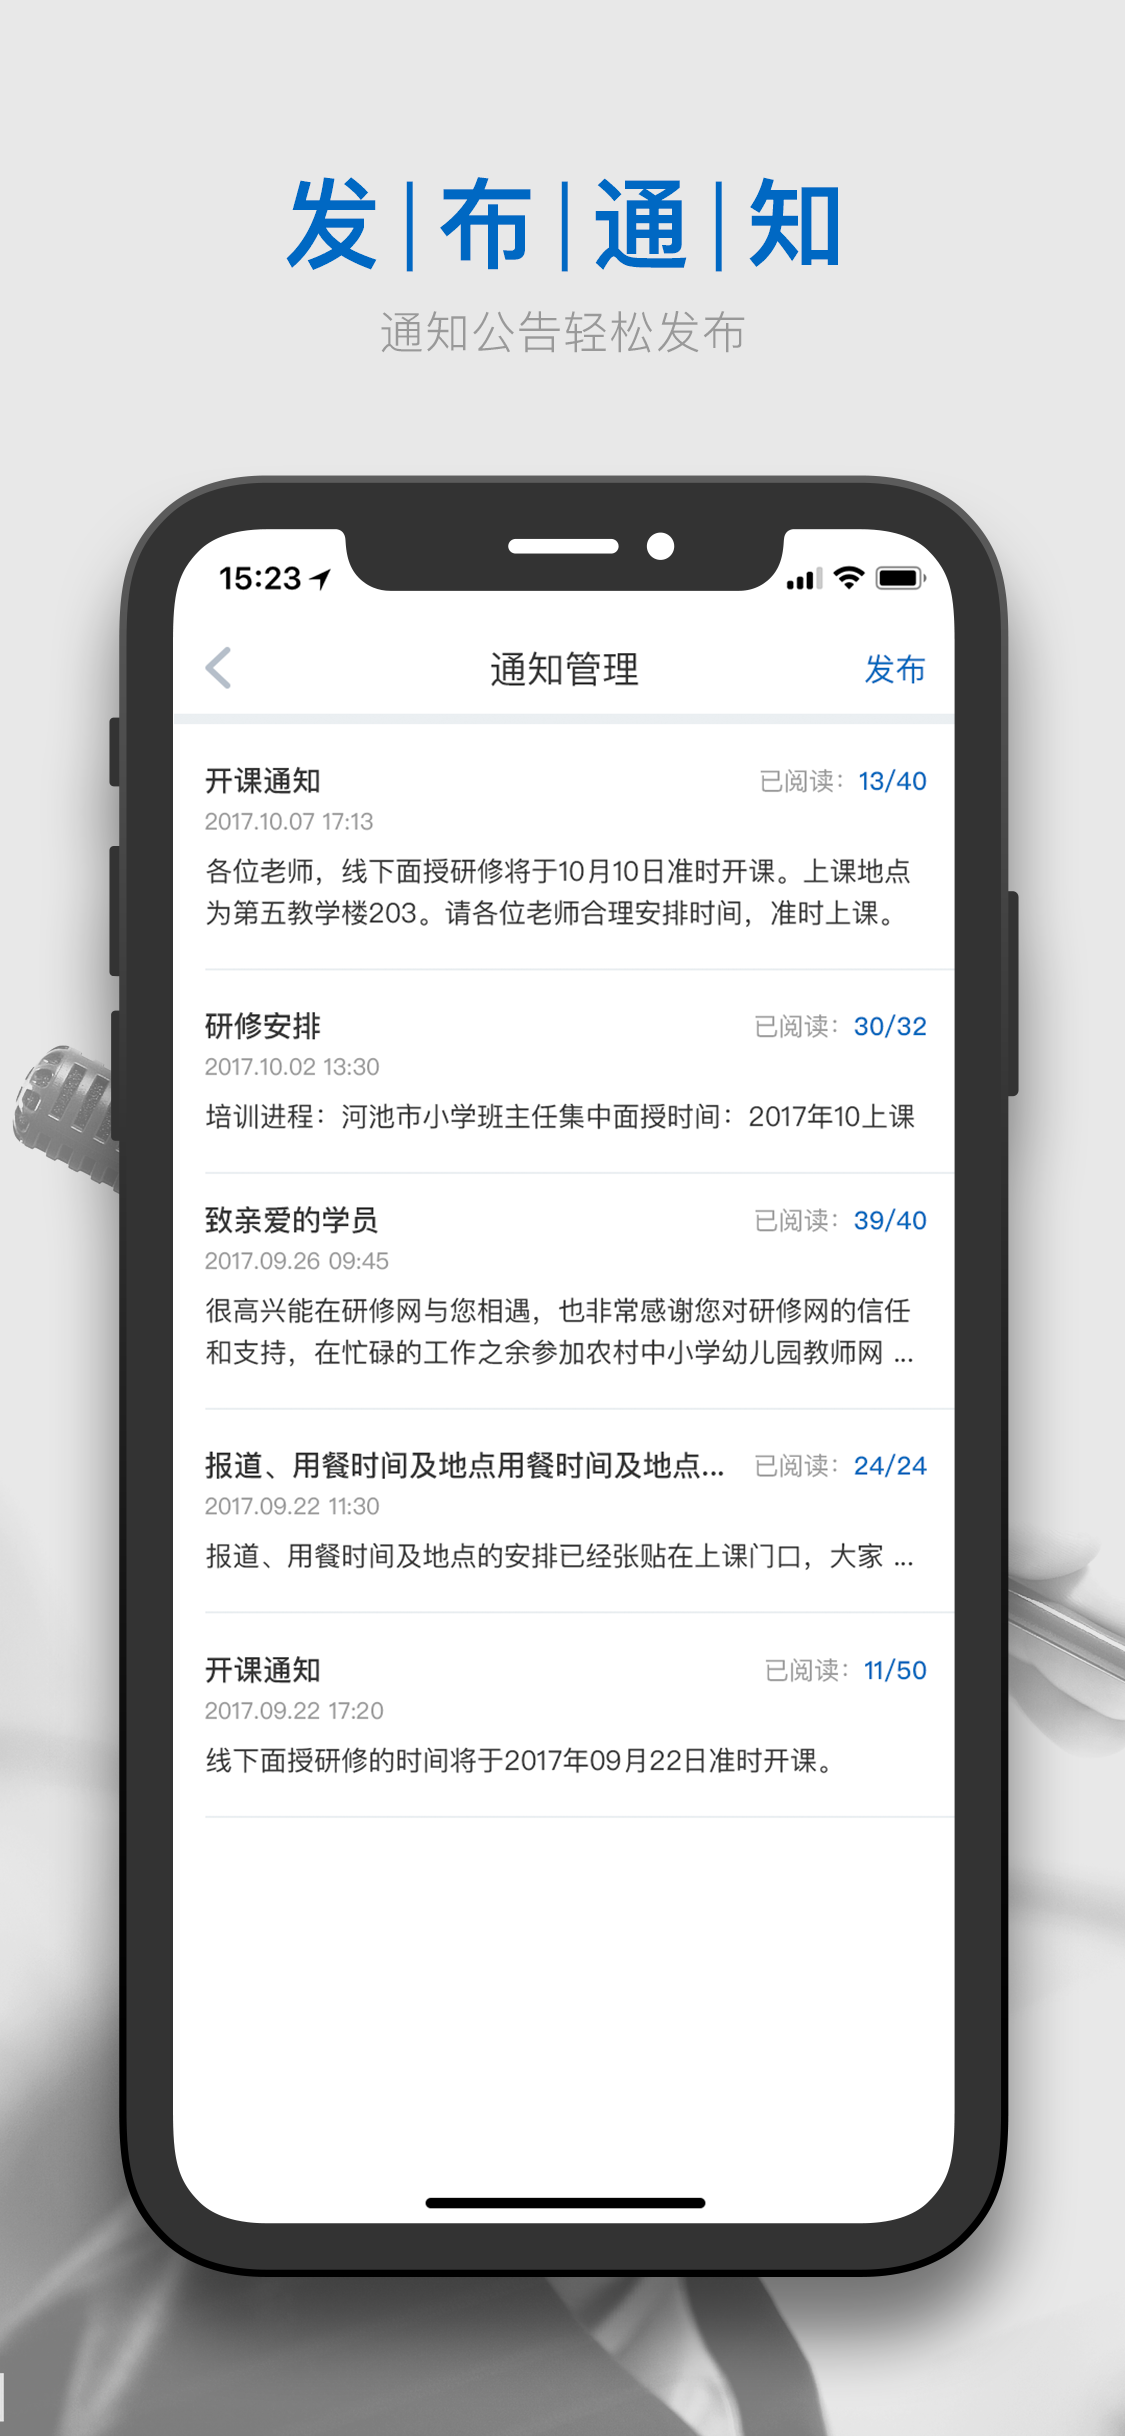 发布通知
通知公告轻松发布
15:23
通知管理
发布
开课通知
已阅读：13/40
2017.10.07 17:13
各位老师，线下面授研修将于10月10日准时开课。上课地点
为第五教学楼203。请各位老师合理安排时间，准时上课。
研修安排
已阅读：30/32
2017.10.02 13:30
培训进程：河池市小学班主任集中面授时间：2017年10上课
致亲爱的学员
已阅读：39/40
2017.09.26 09:45
很高兴能在研修网与您相遇，也非常感谢您对研修网的信任
和支持，在忙碌的工作之余参加农村中小学幼儿园教师网 ...
报道、用餐时间及地点用餐时间及地点...
已阅读：24/24
2017.09.22 11:30
报道、用餐时间及地点的安排已经张贴在上课门口，大家 ...
开课通知
已阅读：11/50
2017.09.22 17:20
线下面授研修的时间将于2017年09月22日准时开课。